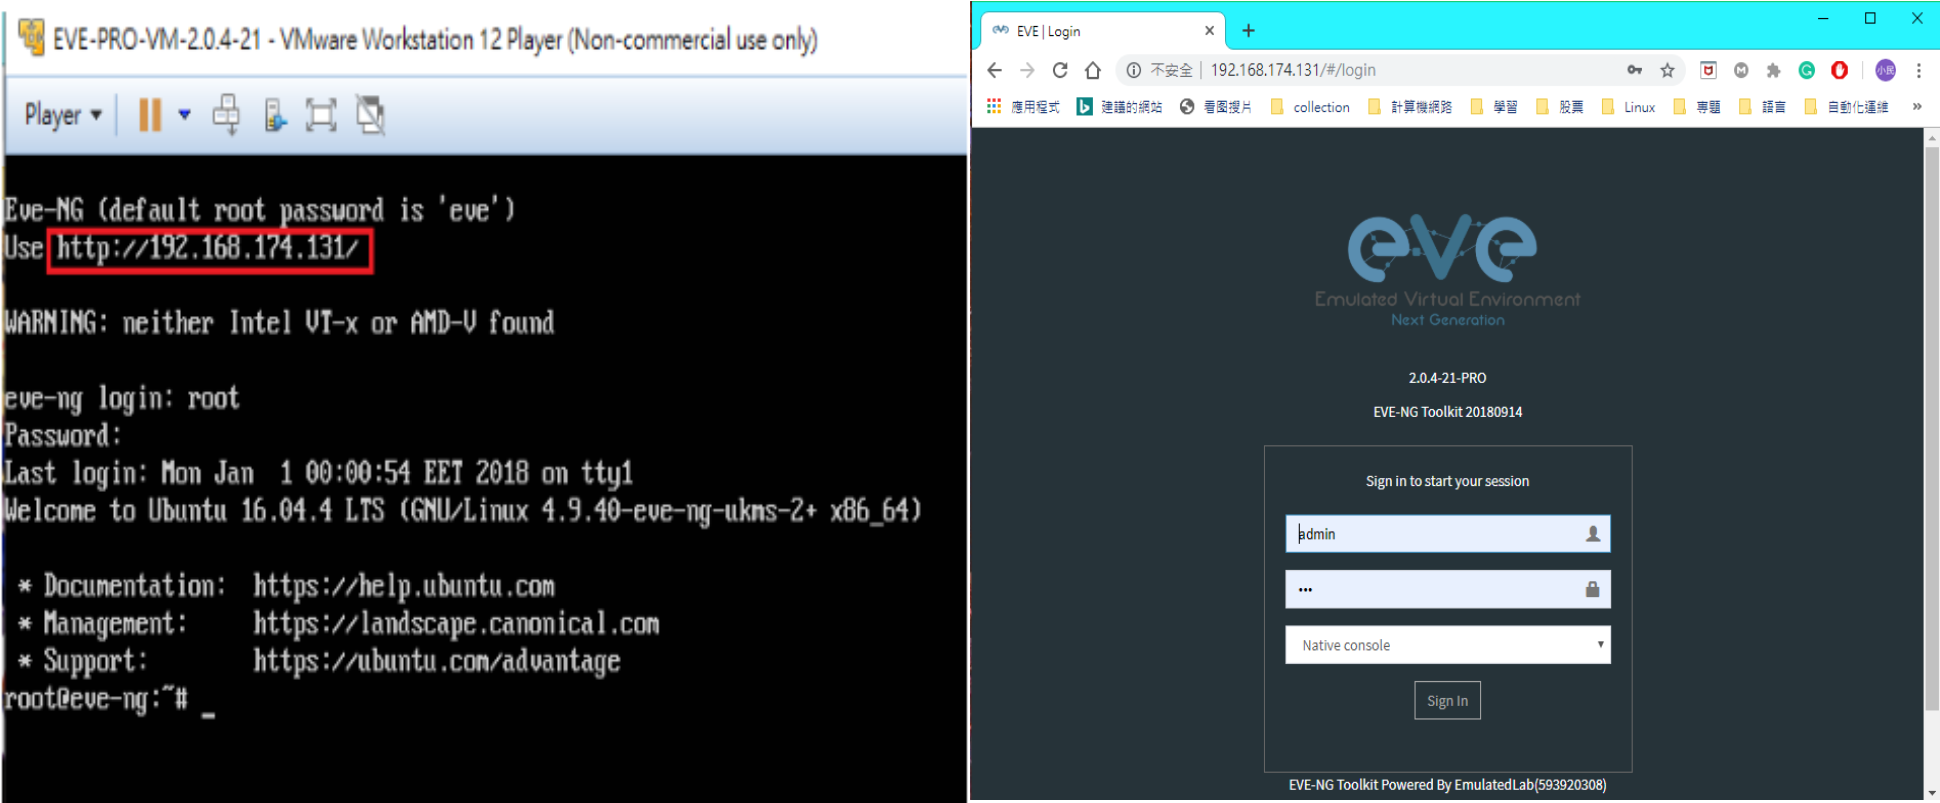 EVE-PRO-VM-2.0.4-21 - VMware Workstation 12 Player (Non-commercial use only)
Player
Eve-NG (default root password is 'eve')
Use http://192.168.174.131/
WARNING: neither Intel VT-x or AMD-V found
eve-ng login: root
Password:
Last login: Mon Jan  1 00:00:54 EET 2018 on tty1
Welcome to Ubuntu 16.04.4 LTS (GNU/Linux 4.9.40-eve-ng-ukms-2+ x86_64)
* Documentation:  https://help.ubuntu.com
* Management:     https://landscape.canonical.com
* Support:        https://ubuntu.com/advantage
root@eve-ng:~# _
EVE | Login
不安全 | 192.168.174.131/#/login
小民
應用程式 建議的網站 看图搜片 collection 計算機網路 學習 股票 Linux 專題 語言 自動化運維 »
eve
Emulated Virtual Environment
Next Generation
2.0.4-21-PRO
EVE-NG Toolkit 20180914
Sign in to start your session
admin
•••
Native console
Sign In
EVE-NG Toolkit Powered By EmulatedLab(593920308)